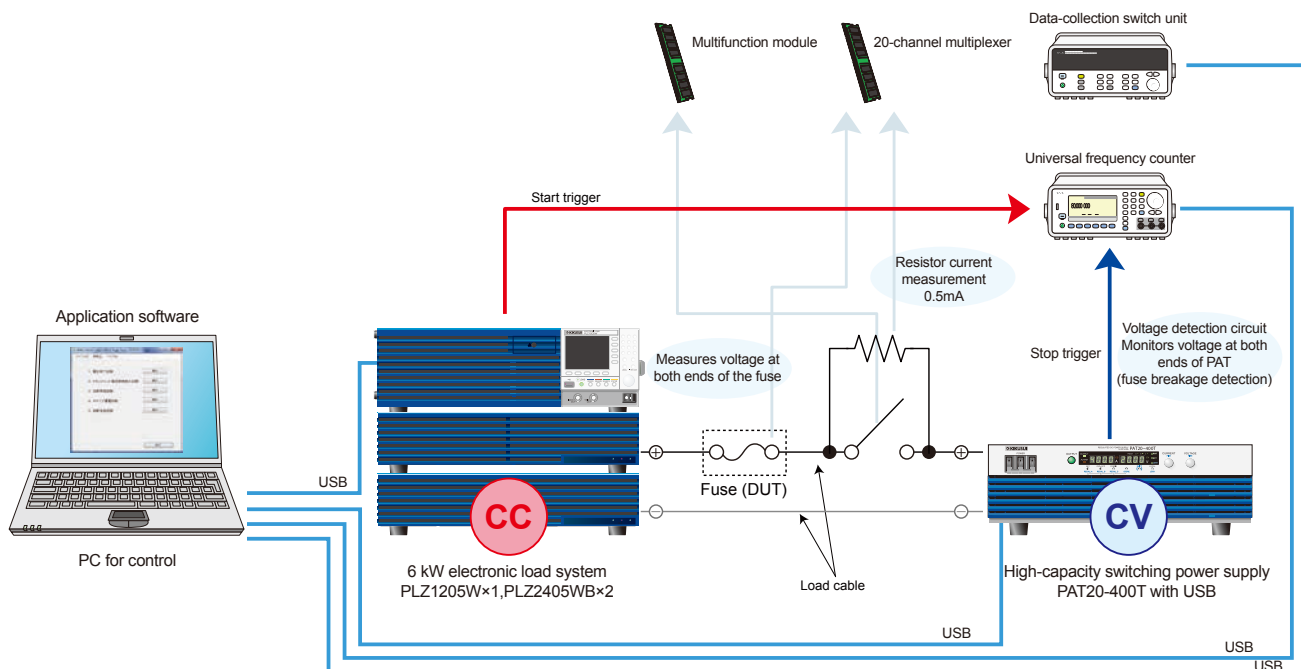 Data-collection switch unit
Multifunction module
20-channel multiplexer
Universal frequency counter
Start trigger
Resistor current
measurement
0.5mA
Application software
Measures voltage at
both ends of the fuse
Stop trigger
Voltage detection circuit
Monitors voltage at both
ends of PAT
(fuse breakage detection)
KIKUSUI
PAT20-400T
USB
Fuse (DUT)
CC
CV
PC for control
6 kW electronic load system
PLZ1205W×1,PLZ2405WB×2
Load cable
High-capacity switching power supply
PAT20-400T with USB
USB
USB
USB